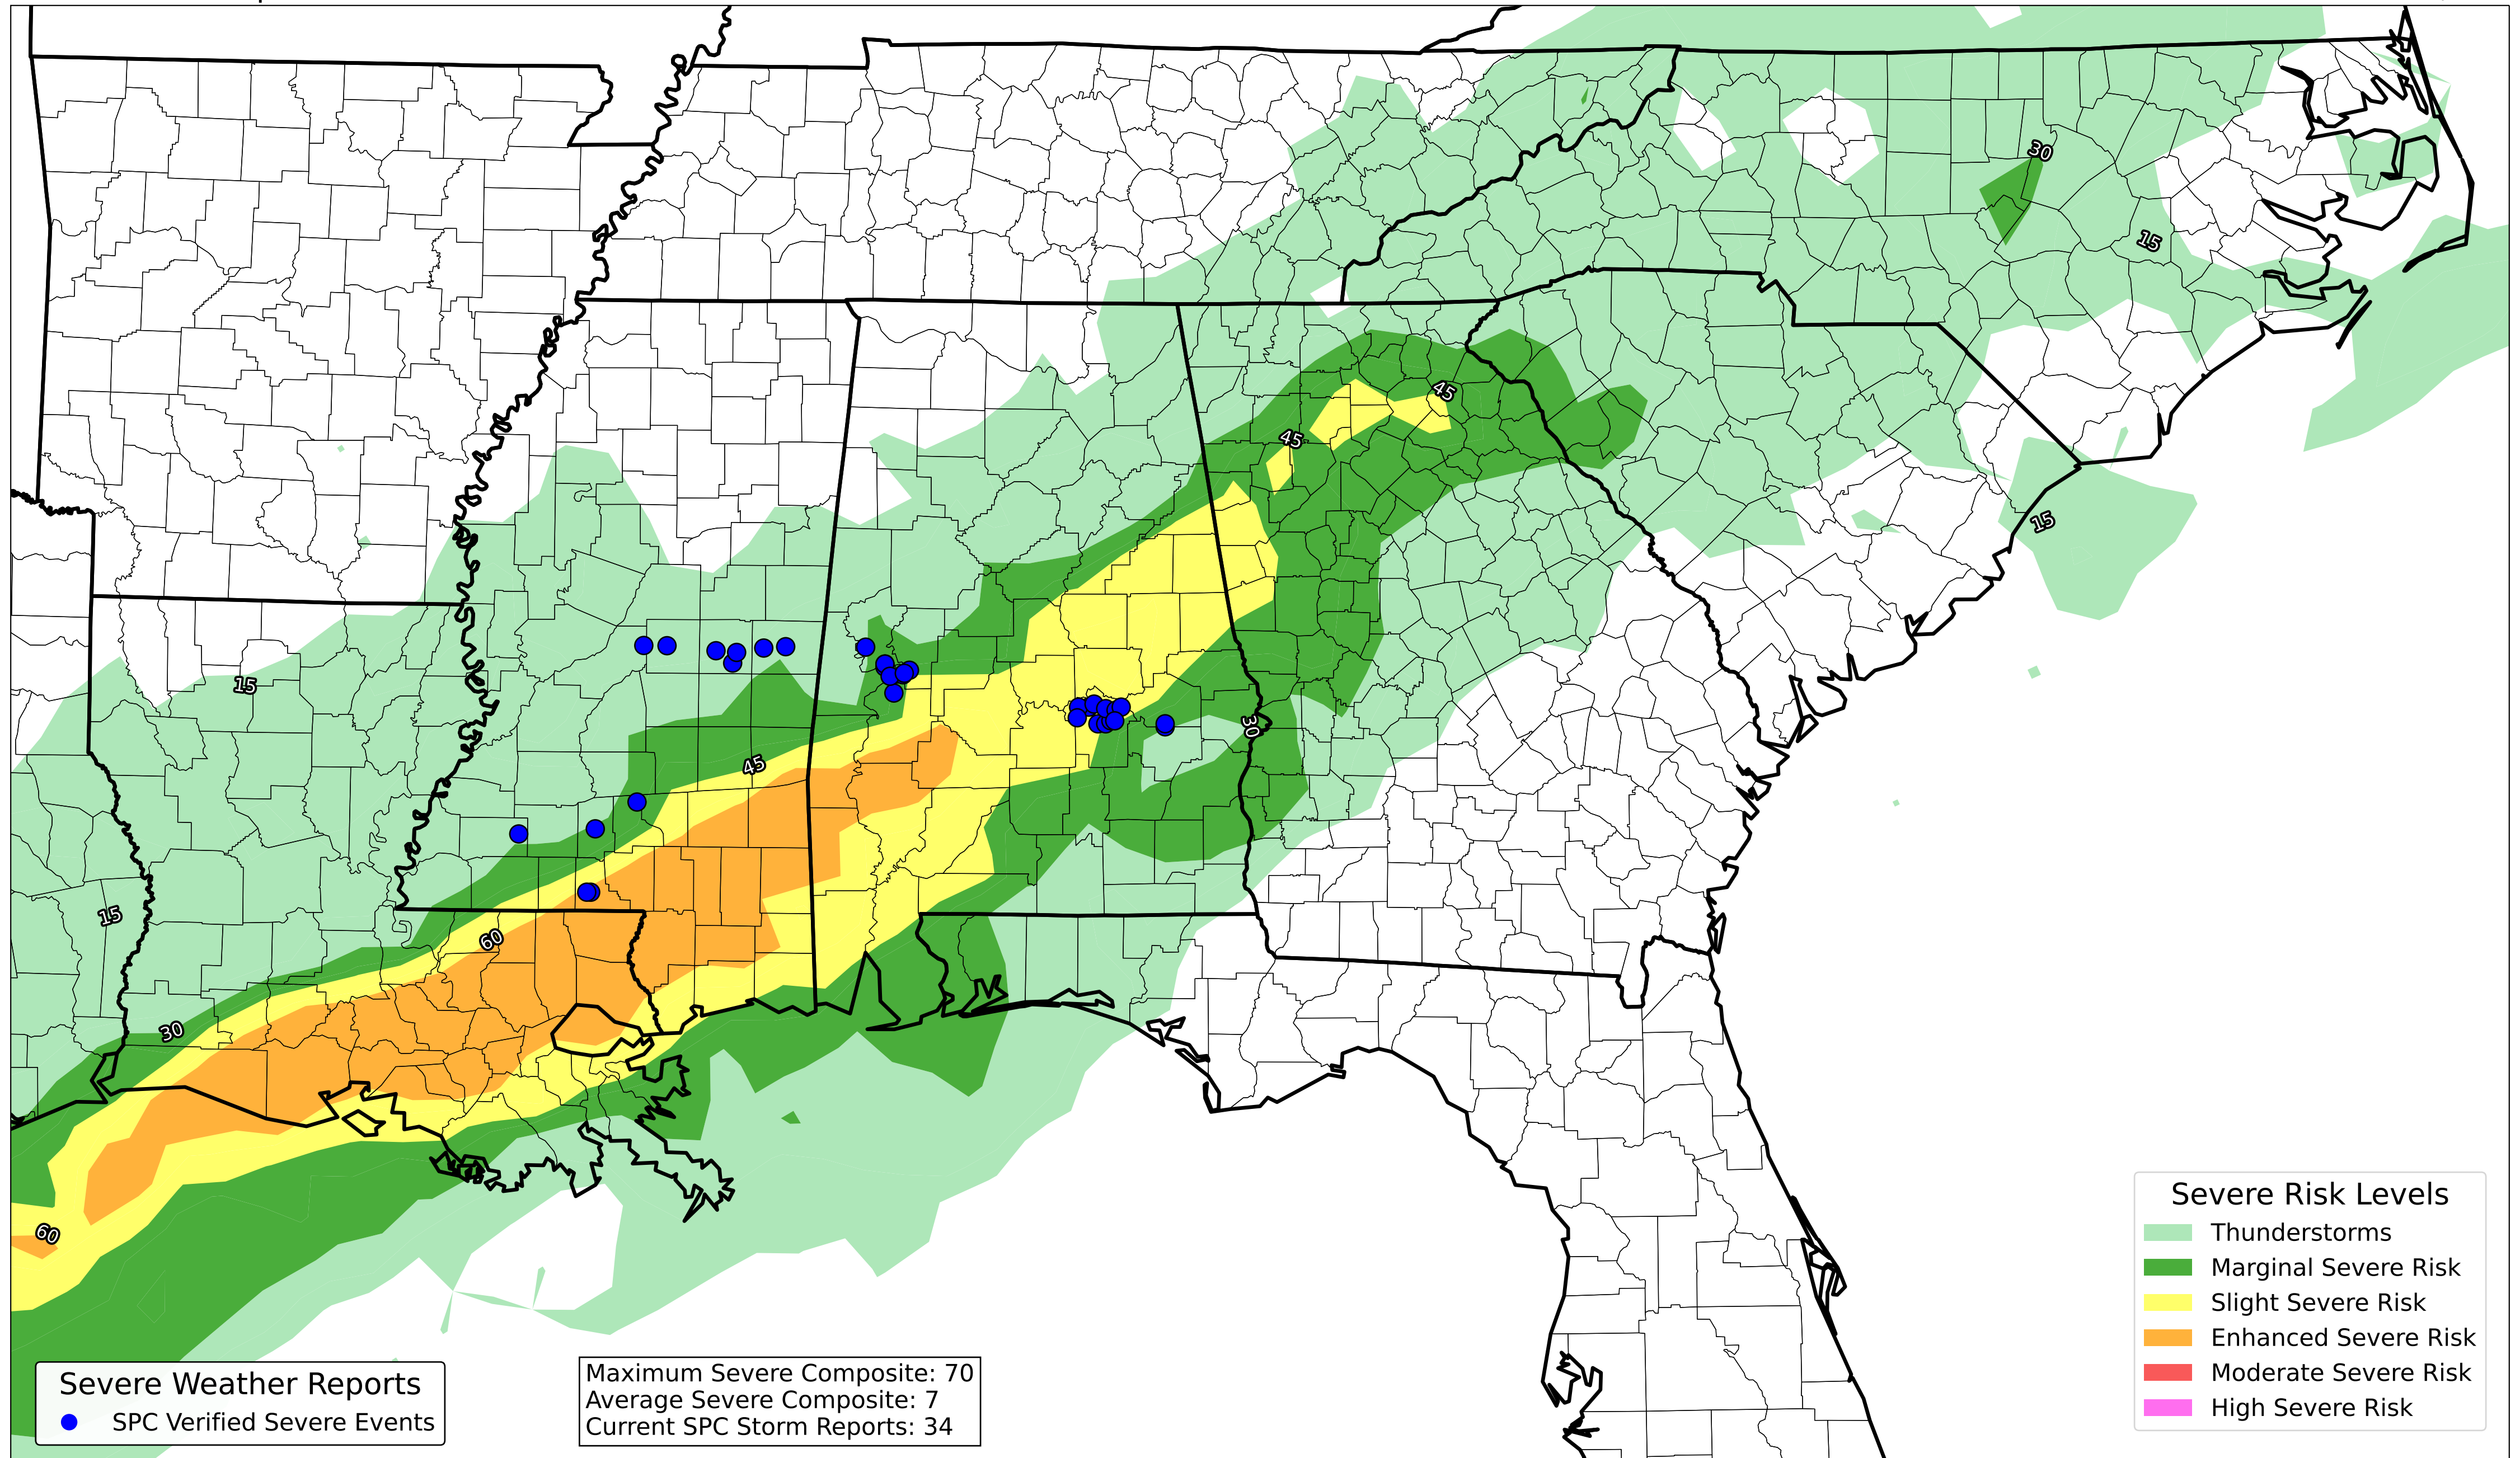 30
15
45
45
15
15
30
45
15
60
30
60
Severe Risk Levels
Thunderstorms
Marginal Severe Risk
Slight Severe Risk
Enhanced Severe Risk
Moderate Severe Risk
High Severe Risk
Severe Weather Reports
SPC Verified Severe Events
Maximum Severe Composite: 70
Average Severe Composite: 7
Current SPC Storm Reports: 34